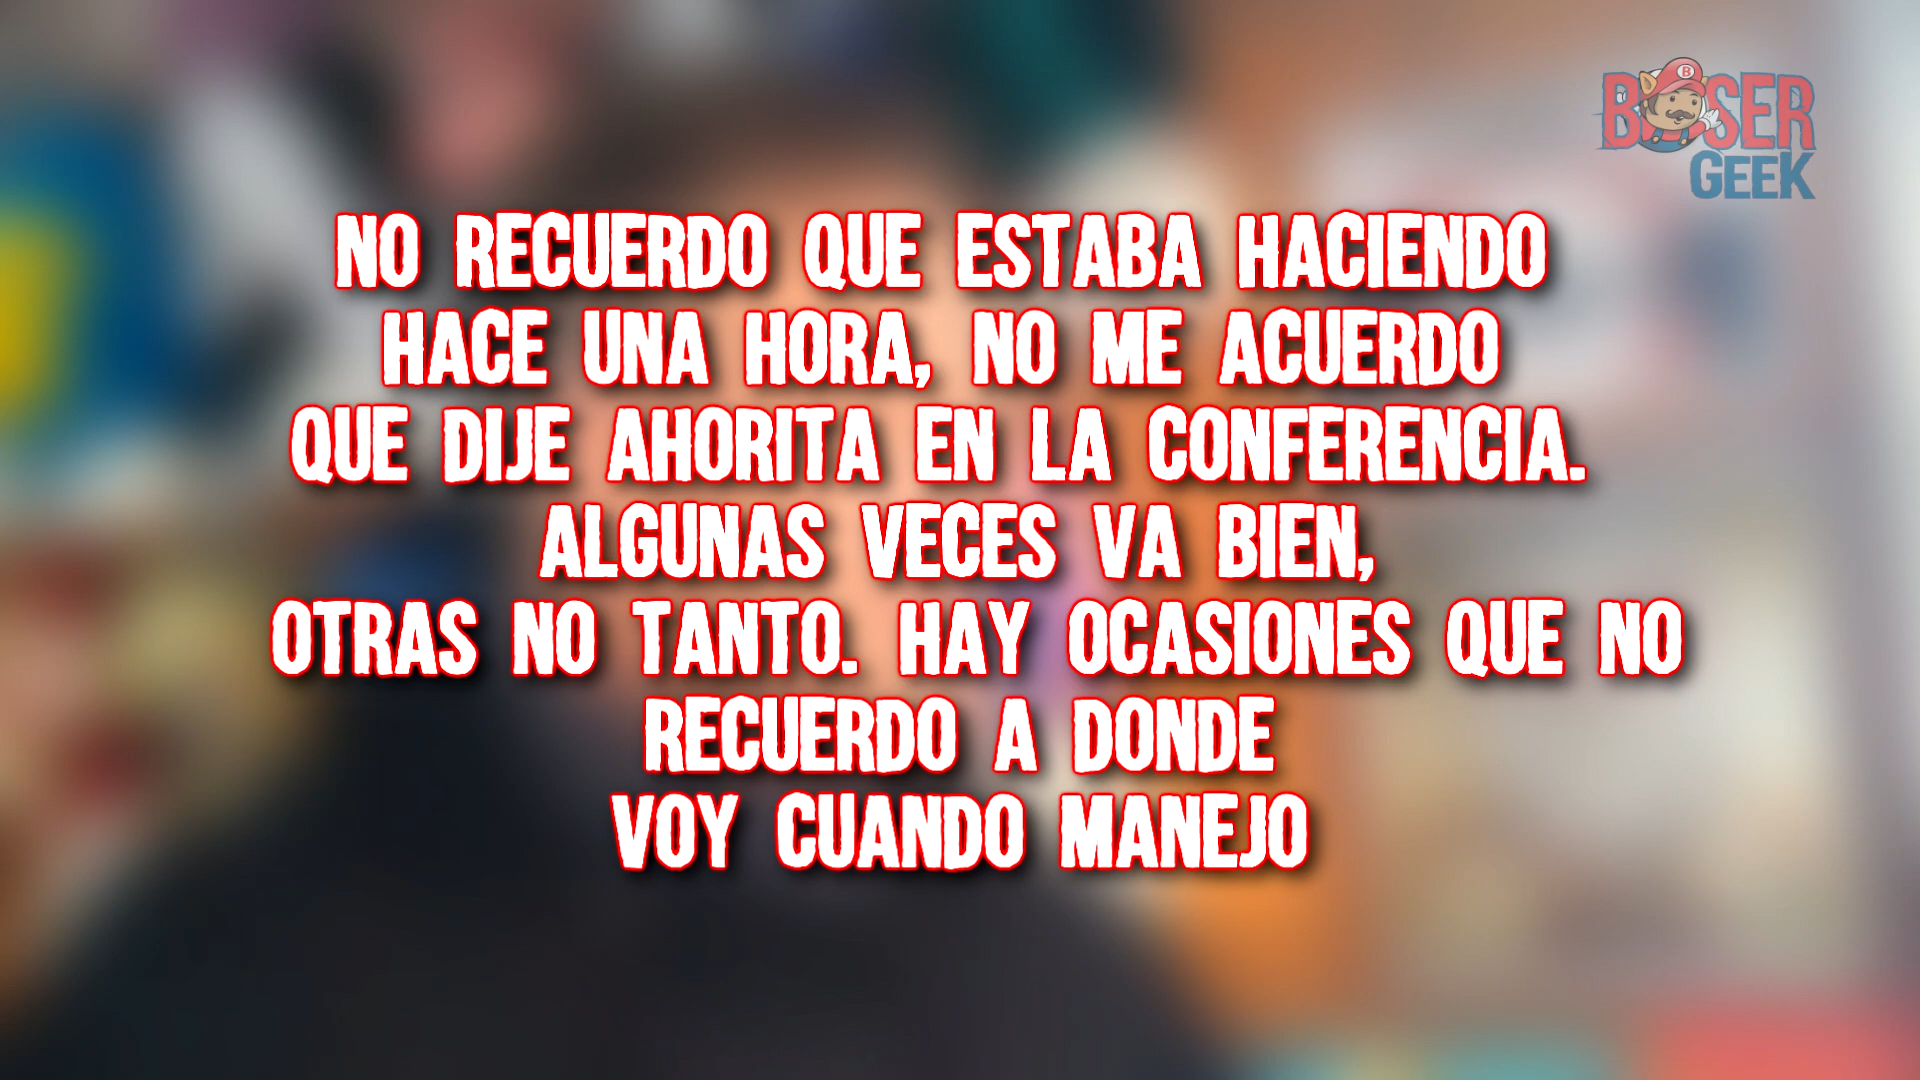 BOSER
GEEK
NO RECUERDO QUE ESTABA HACIENDO
HACE UNA HORA, NO ME ACUERDO
QUE DIJE AHORITA EN LA CONFERENCIA.
ALGUNAS VECES VA BIEN,
OTRAS NO TANTO. HAY OCASIONES QUE NO
RECUERDO A DONDE
VOY CUANDO MANEJO